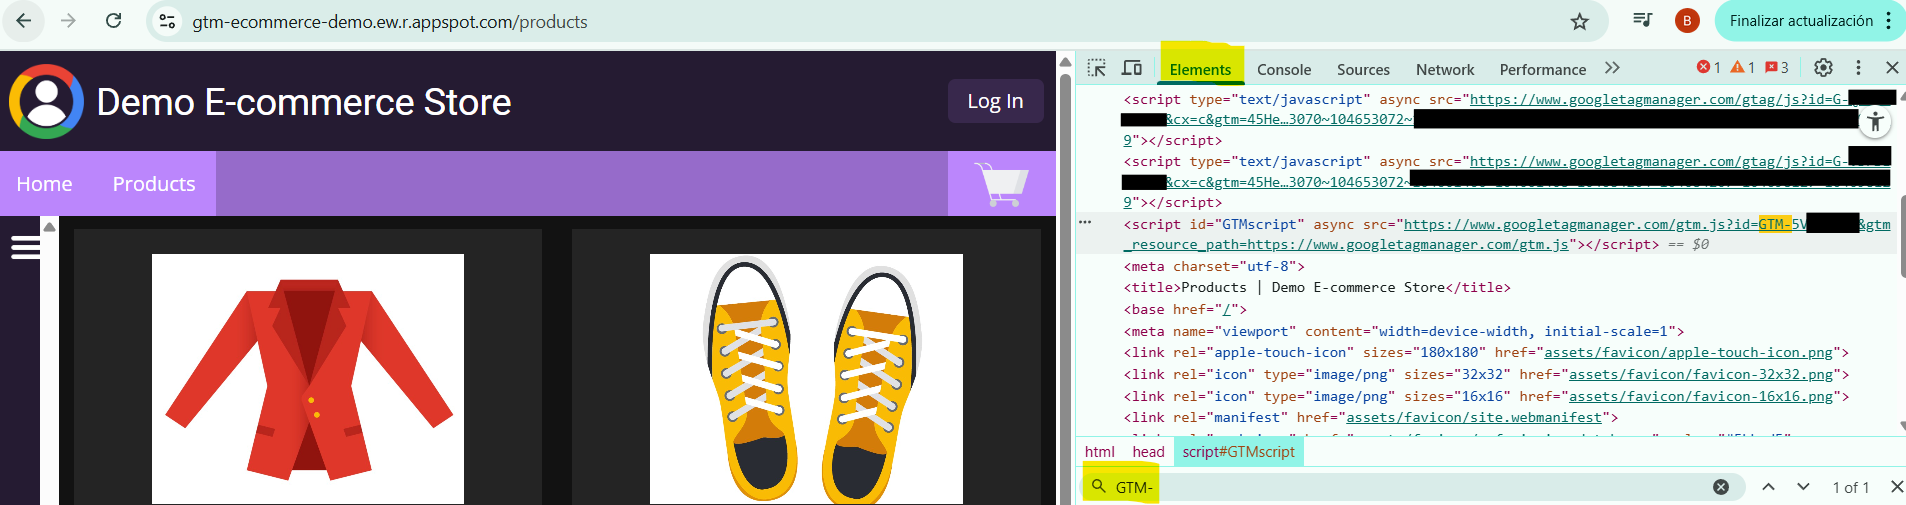 gtm-ecommerce-demo.ew.r.appspot.com/products
B
Finalizar actualización
Demo E-commerce Store
Log In
Home
Products
Elements
Console
Sources
Network
Performance
1
1
3
<script type="text/javascript" async src="https://www.googletagmanager.com/gtag/js?id=G-
&cx=c&gtm=45He…3070~104653072~
9"></script>
<script type="text/javascript" async src="https://www.googletagmanager.com/gtag/js?id=G-
&cx=c&gtm=45He…3070~104653072~
9"></script>
<script id="GTMscript" async src="https://www.googletagmanager.com/gtm.js?id=GTM-5V &gtm
_resource_path=https://www.googletagmanager.com/gtm.js"></script> == $0
<meta charset="utf-8">
<title>Products | Demo E-commerce Store</title>
<base href="/">
<meta name="viewport" content="width=device-width, initial-scale=1">
<link rel="apple-touch-icon" sizes="180x180" href="assets/favicon/apple-touch-icon.png">
<link rel="icon" type="image/png" sizes="32x32" href="assets/favicon/favicon-32x32.png">
<link rel="icon" type="image/png" sizes="16x16" href="assets/favicon/favicon-16x16.png">
<link rel="manifest" href="assets/favicon/site.webmanifest">
html
head
script#GTMscript
GTM-
1 of 1